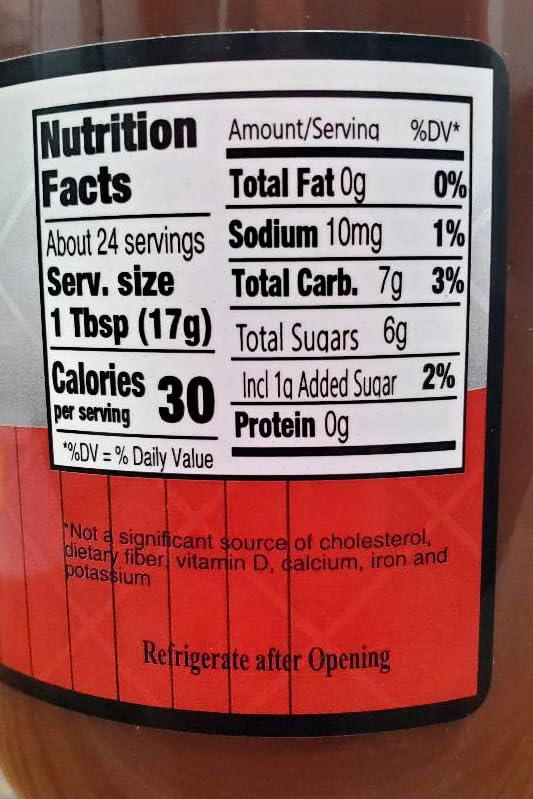 Nutrition
Facts
About 24 servings
Serv. size
1 Tbsp (17g)
Calories
per serving 30
*%DV = % Daily Value
Amount/Serving %DV*
Total Fat 0g 0%
Sodium 10mg 1%
Total Carb. 7g 3%
Total Sugars 6g
Incl 1g Added Sugar 2%
Protein 0g
*Not a significant source of cholesterol,
dietary fiber, vitamin D, calcium, iron and
potassium
Refrigerate after Opening